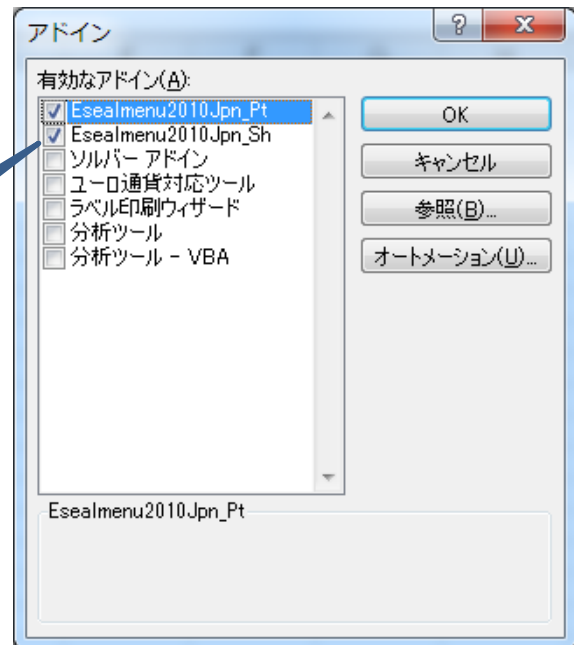 アドイン
有効なアドイン(A):
Esealmenu2010Jpn_Pt
Esealmenu2010Jpn_Sh
ソルバー アドイン
ユーロ通貨対応ツール
ラベル印刷ウィザード
分析ツール
分析ツール - VBA
OK
キャンセル
参照(B)...
オートメーション(U)...
Esealmenu2010Jpn_Pt